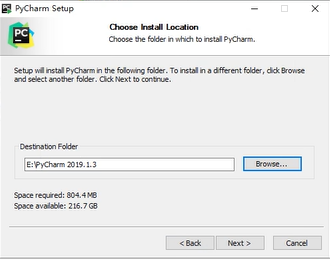 PyCharm Setup
PC
Choose Install Location
Choose the folder in which to install PyCharm.
Setup will install PyCharm in the following folder. To install in a different folder, click Browse
and select another folder. Click Next to continue.
Destination Folder
E:\PyCharm 2019.1.3
Browse...
Space required: 804.4 MB
Space available: 216.7 GB
< Back
Next >
Cancel